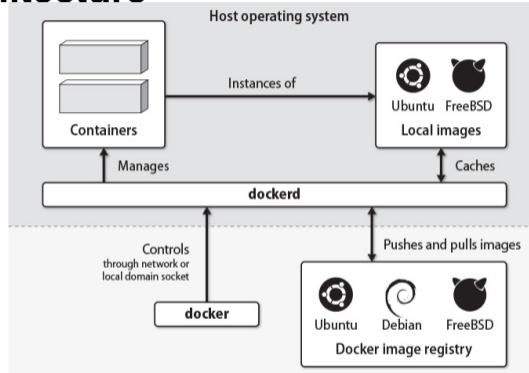 Host operating system
Instances of
Ubuntu FreeBSD
Containers
Local images
Manages
Caches
dockerd
Controls
through network or
local domain socket
Pushes and pulls images
docker
Ubuntu Debian FreeBSD
Docker image registry